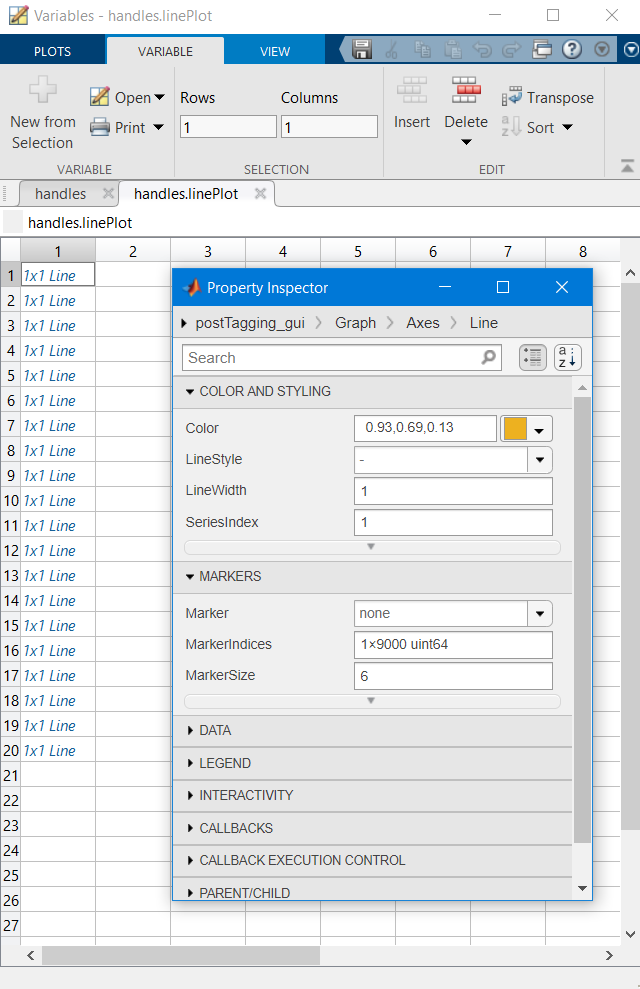 Variables - handles.linePlot
PLOTS VARIABLE VIEW
New from Selection
Open
Print
Rows Columns
1 1
Insert Delete
Transpose
Sort
VARIABLE SELECTION EDIT
handles handles.linePlot
handles.linePlot
1 2 3 4 5 6 7 8
1 1x1 Line
2 1x1 Line
3 1x1 Line
4 1x1 Line
5 1x1 Line
6 1x1 Line
7 1x1 Line
8 1x1 Line
9 1x1 Line
10 1x1 Line
11 1x1 Line
12 1x1 Line
13 1x1 Line
14 1x1 Line
15 1x1 Line
16 1x1 Line
17 1x1 Line
18 1x1 Line
19 1x1 Line
20 1x1 Line
21
22
23
24
25
26
27
Property Inspector
postTagging_gui Graph Axes Line
Search
COLOR AND STYLING
Color 0.93,0.69,0.13
LineStyle -
LineWidth 1
SeriesIndex 1
MARKERS
Marker none
MarkerIndices 1×9000 uint64
MarkerSize 6
DATA
LEGEND
INTERACTIVITY
CALLBACKS
CALLBACK EXECUTION CONTROL
PARENT/CHILD